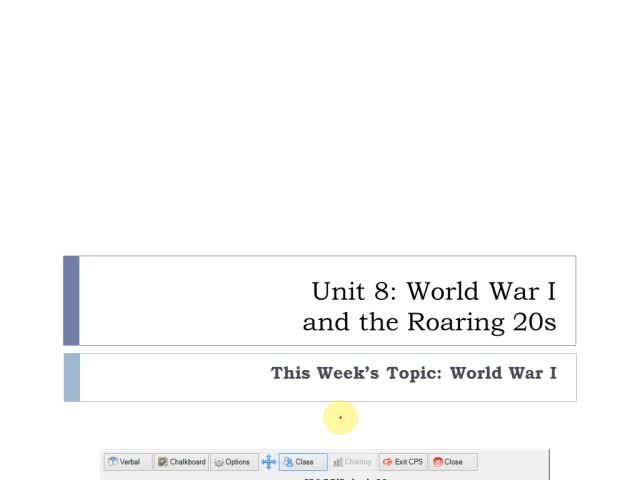 Unit 8: World War I
and the Roaring 20s
This Week's Topic: World War I
Verbal Chalkboard Options Class Charting Exit CPS Close